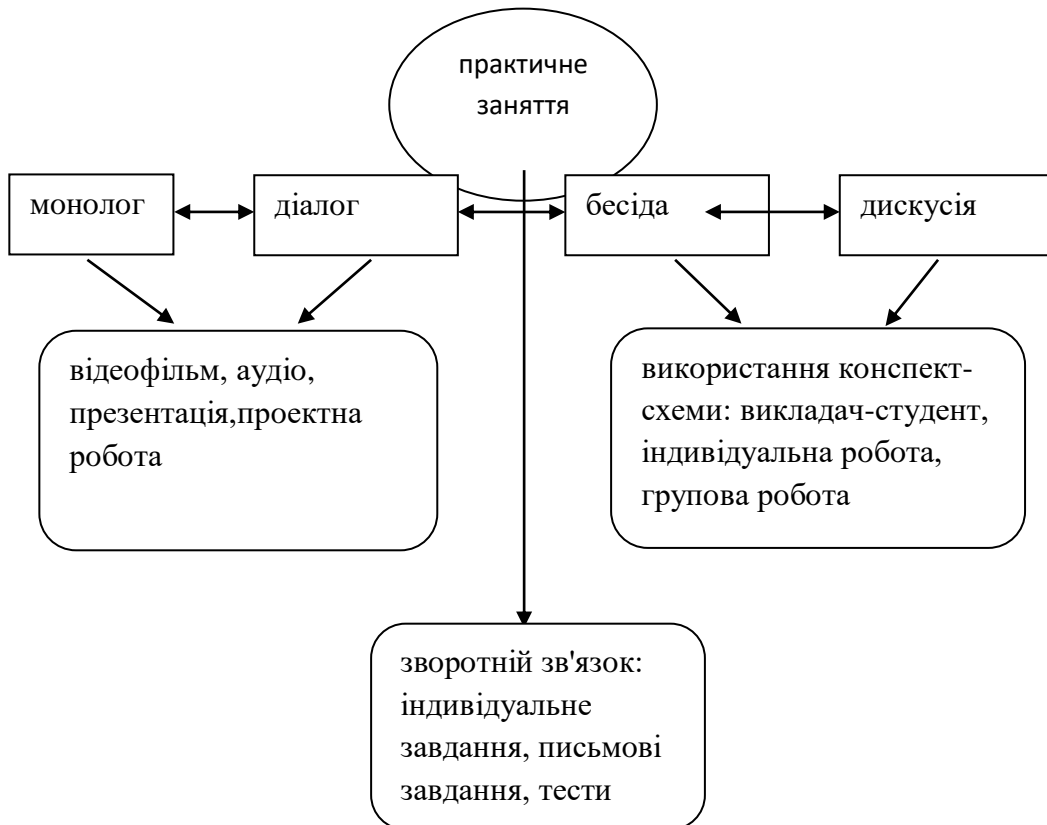 практичне
заняття
монолог
діалог
бесіда
дискусія
відеофільм, аудіо,
презентація,проектна
робота
використання конспект-
схеми: викладач-студент,
індивідуальна робота,
групова робота
зворотній зв'язок:
індивідуальне
завдання, письмові
завдання, тести